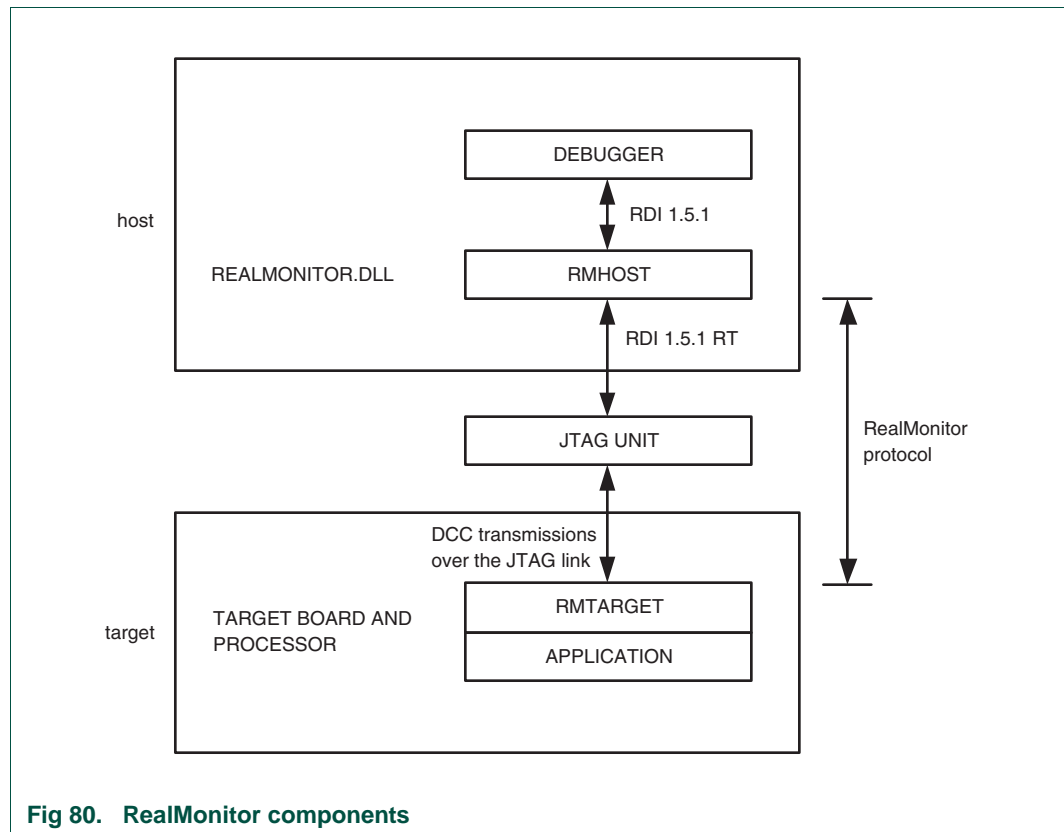 DEBUGGER
RDI 1.5.1
host
REALMONITOR.DLL
RMHOST
RDI 1.5.1 RT
JTAG UNIT
RealMonitor
protocol
DCC transmissions
over the JTAG link
RMTARGET
target
TARGET BOARD AND
PROCESSOR
APPLICATION
Fig 80. RealMonitor components